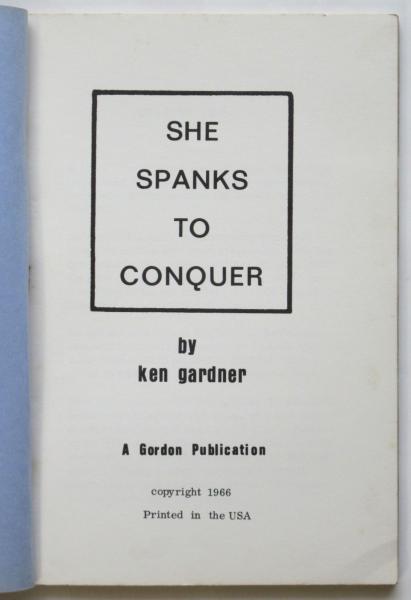 SHE
SPANKS
TO
CONQUER
by
ken gardner
A Gordon Publication
copyright 1966
Printed in the USA